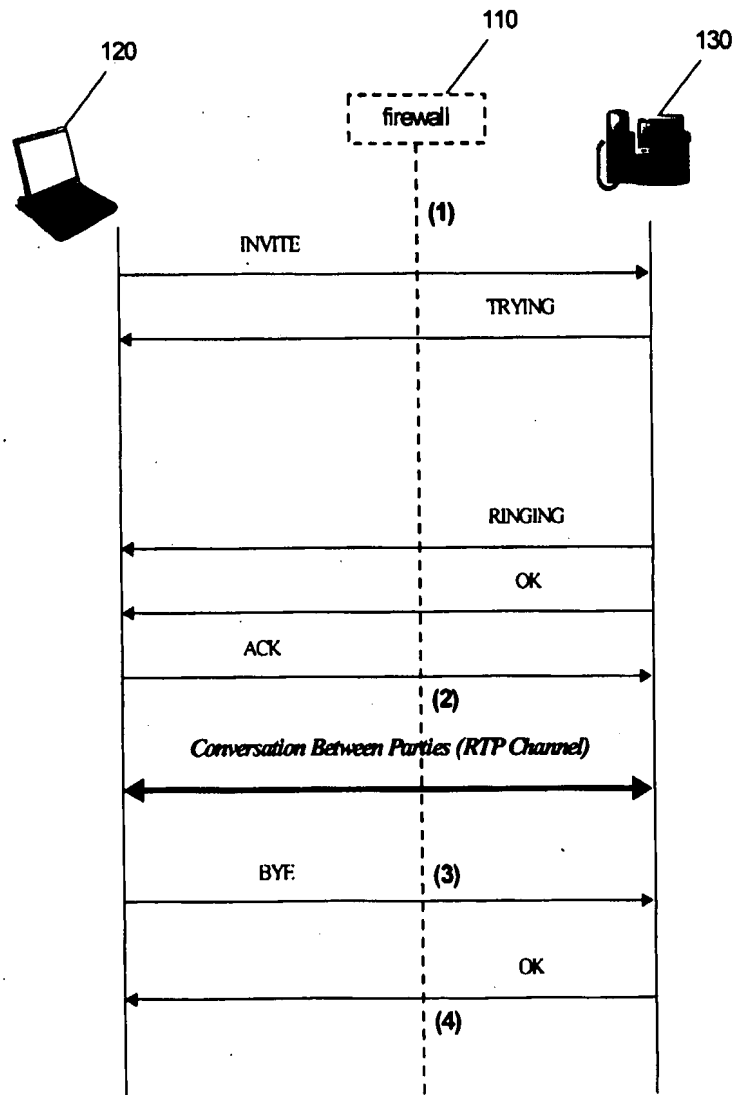 110
120
130
firewall
(1)
INVITE
TRYING
RINGING
OK
ACK
(2)
Conversation Between Parties (RTP Channel)
BYE
(3)
OK
(4)